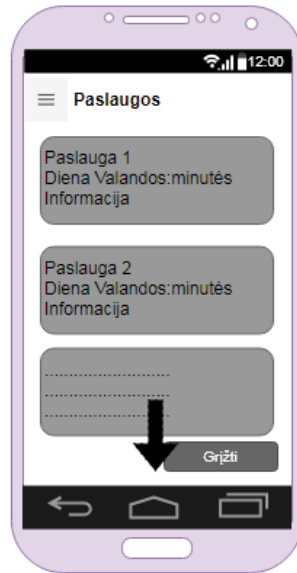 12:00
Paslaugos
Paslauga 1
Diena Valandos:minutės
Informacija
Paslauga 2
Diena Valandos:minutės
Informacija
..............................
..............................
..............................
Grįžti